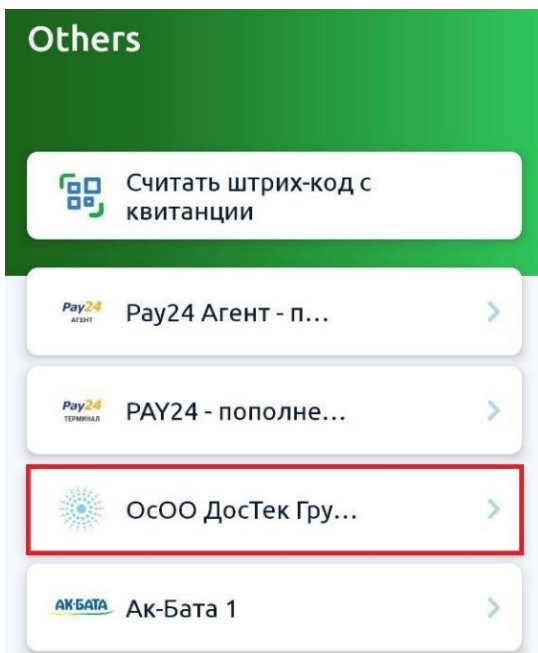 Others
Считать штрих-код с
квитанции
Pay24
АГЕНТ
Pay24 Агент - п...
Pay24
ТЕРМИНАЛ
PAY24 - пополне...
ОсОО ДосТек Гру...
АК-БАТА
Ак-Бата 1